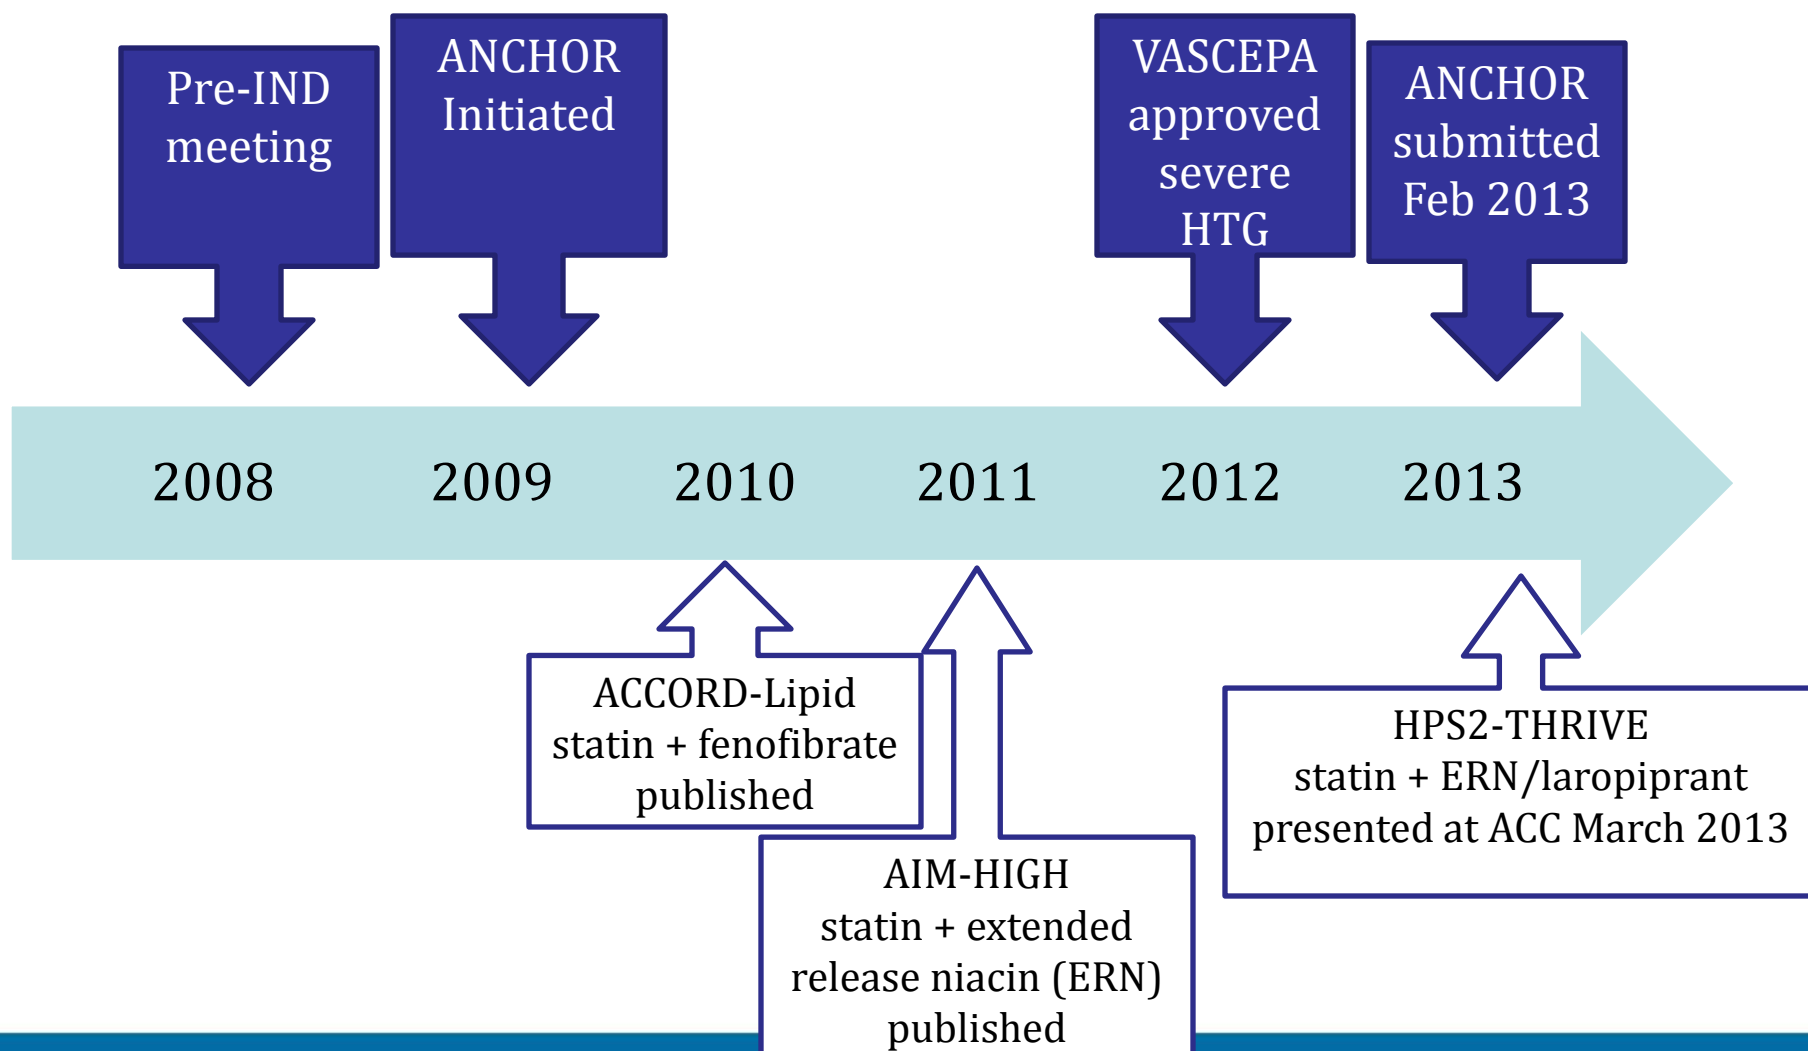 Pre-IND
meeting
ANCHOR
Initiated
VASCEPA
approved
severe
HTG
ANCHOR
submitted
Feb 2013
2008
2009
2010
2011
2012
2013
ACCORD-Lipid
statin + fenofibrate
published
AIM-HIGH
statin + extended
release niacin (ERN)
published
HPS2-THRIVE
statin + ERN/laropiprant
presented at ACC March 2013